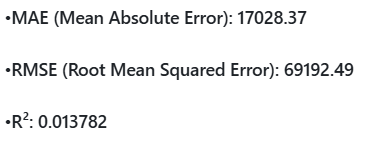 •MAE (Mean Absolute Error): 17028.37
•RMSE (Root Mean Squared Error): 69192.49
•R²: 0.013782